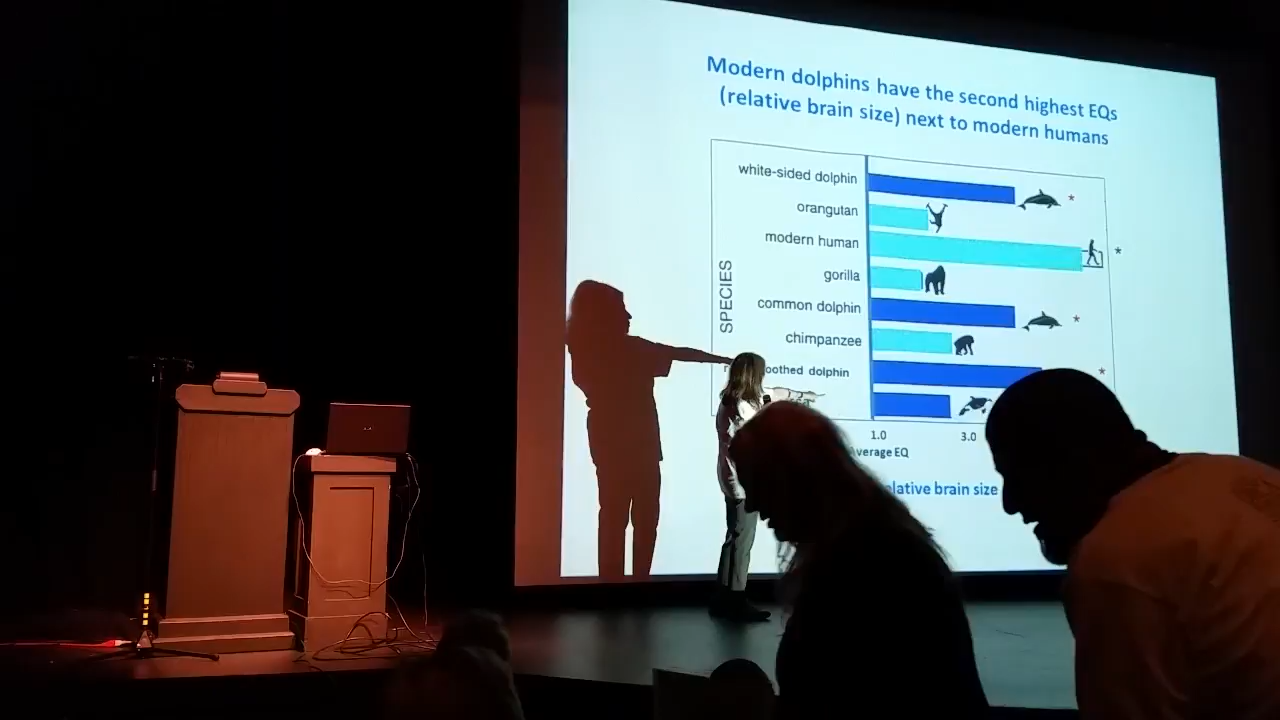 Modern dolphins have the second highest EQs
(relative brain size) next to modern humans
white-sided dolphin *
orangutan
modern human *
gorilla
common dolphin *
chimpanzee
oothed dolphin *
SPECIES
1.0 3.0
Average EQ
elative brain size